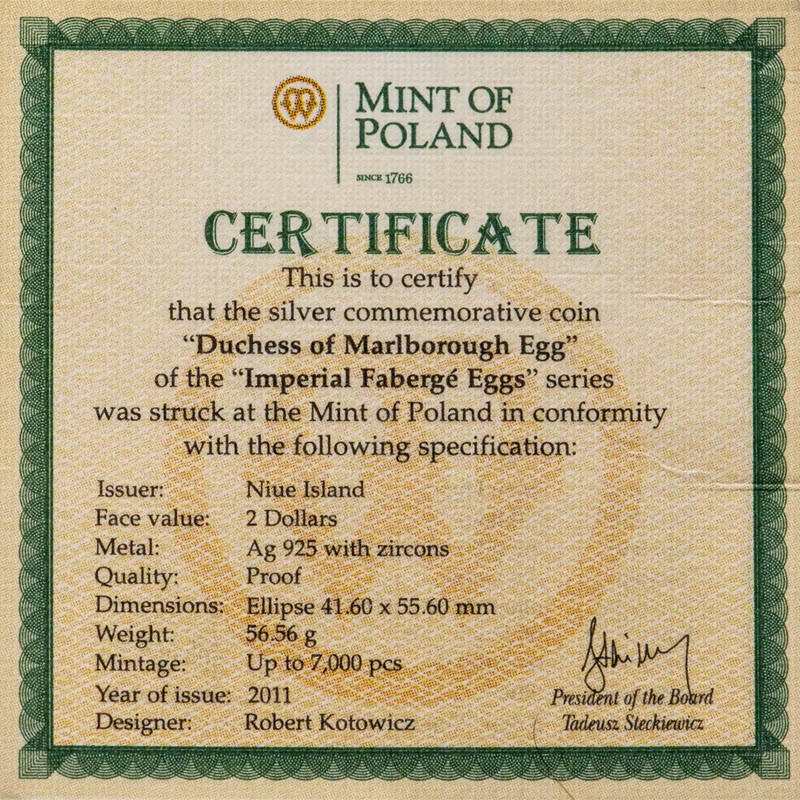 MINT OF
POLAND
SINCE 1766
CERTIFICATE
This is to certify
that the silver commemorative coin
“Duchess of Marlborough Egg”
of the “Imperial Fabergé Eggs” series
was struck at the Mint of Poland in conformity
with the following specification:
Issuer: Niue Island
Face value: 2 Dollars
Metal: Ag 925 with zircons
Quality: Proof
Dimensions: Ellipse 41.60 x 55.60 mm
Weight: 56.56 g
Mintage: Up to 7,000 pcs
Year of issue: 2011
Designer: Robert Kotowicz
President of the Board
Tadeusz Steckiewicz